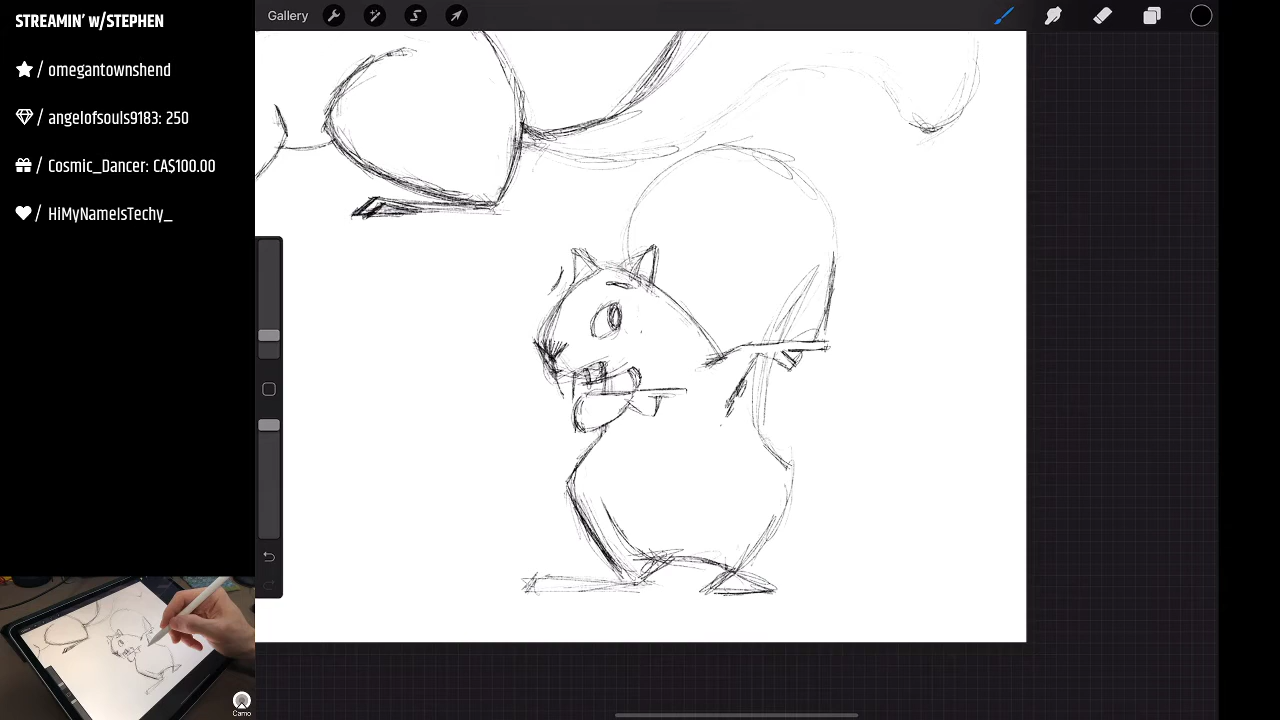 STREAMIN' w/STEPHEN
Gallery
/ omegantownshend
/ angelofsouls9183: 250
/ Cosmic_Dancer: CA$100.00
/ HiMyNameIsTechy_
Camo